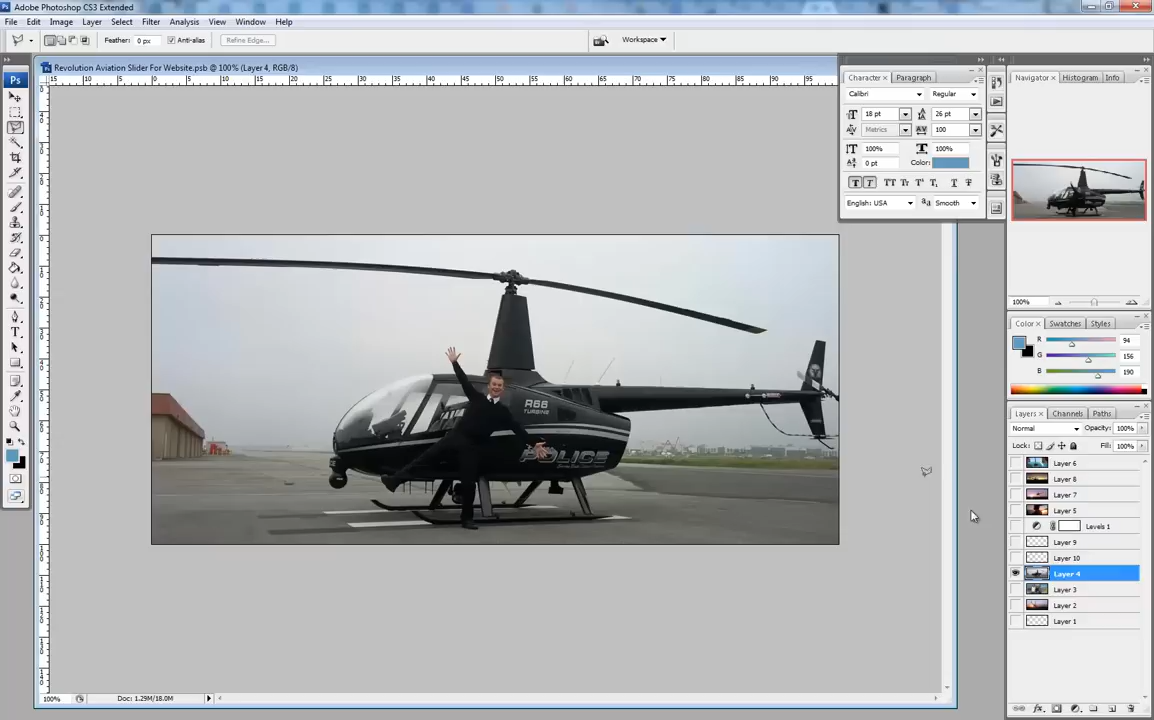 Adobe Photoshop CS3 Extended
File Edit Image Layer Select Filter Analysis View Window Help
Feather: 0 px Anti-alias Refine Edge... Workspace
Revolution Aviation Slider For Website.psb @ 100% (Layer 4, RGB/8)
Character Paragraph
Calibri Regular
18 pt 26 pt
Metrics 100
100% 100%
0 pt Color:
English: USA Smooth
Navigator Histogram Info
100%
Color Swatches Styles
R 94
G 156
B 190
Layers Channels Paths
Normal Opacity: 100%
Lock: Fill: 100%
Layer 6
Layer 8
Layer 7
Layer 5
Levels 1
Layer 9
Layer 10
Layer 4
Layer 3
Layer 2
Layer 1
R66
TURBINE
POLICE
100% Doc: 1.29M/18.0M